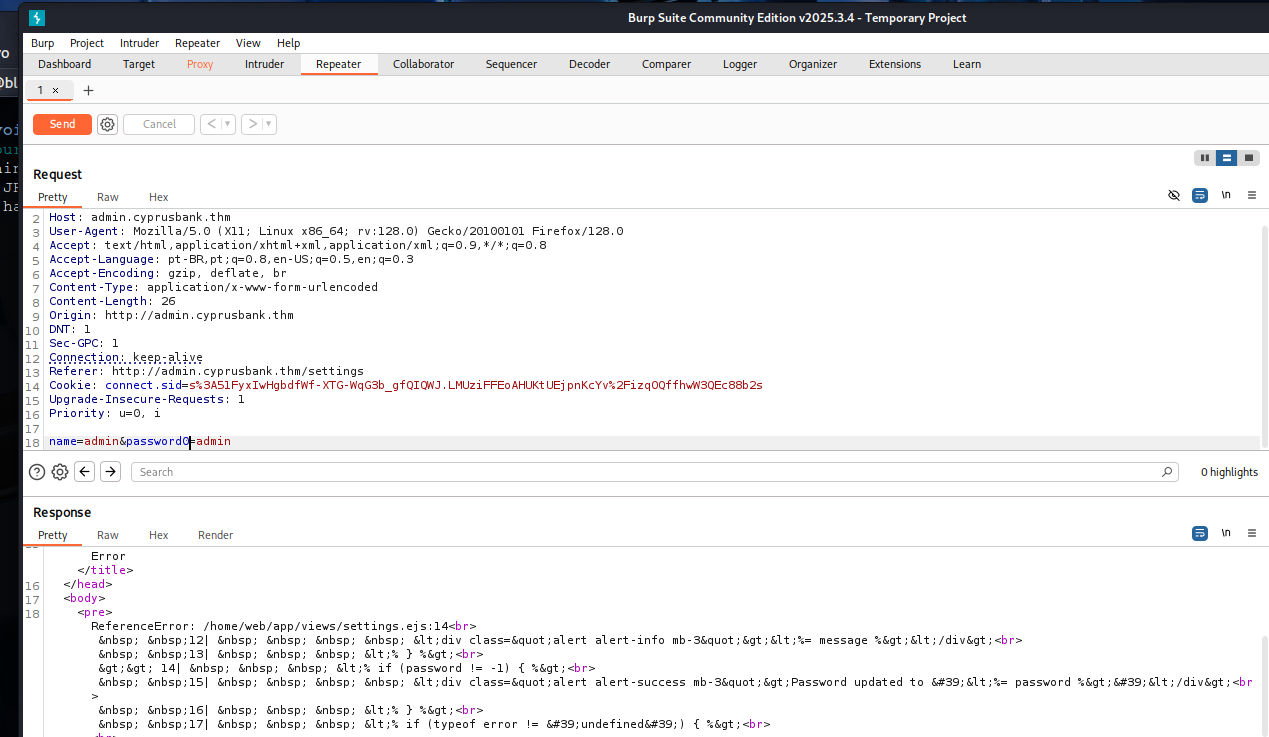 Burp Suite Community Edition v2025.3.4 - Temporary Project
Burp Project Intruder Repeater View Help
Dashboard Target Proxy Intruder Repeater Collaborator Sequencer Decoder Comparer Logger Organizer Extensions Learn
1 × +
Send Cancel < >
Request
Pretty Raw Hex \n
2 Host: admin.cyprusbank.thm
3 User-Agent: Mozilla/5.0 (X11; Linux x86_64; rv:128.0) Gecko/20100101 Firefox/128.0
4 Accept: text/html,application/xhtml+xml,application/xml;q=0.9,*/*;q=0.8
5 Accept-Language: pt-BR,pt;q=0.8,en-US;q=0.5,en;q=0.3
6 Accept-Encoding: gzip, deflate, br
7 Content-Type: application/x-www-form-urlencoded
8 Content-Length: 26
9 Origin: http://admin.cyprusbank.thm
10 DNT: 1
11 Sec-GPC: 1
12 Connection: keep-alive
13 Referer: http://admin.cyprusbank.thm/settings
14 Cookie: connect.sid=s%3A51FyxIwHgbdfWf-XTG-WqG3b_gfQIQWJ.LMUziFFEoAHUKtUEjpnKcYv%2FizqOQffhwW3QEc88b2s
15 Upgrade-Insecure-Requests: 1
16 Priority: u=0, i
17
18 name=admin&password0=admin
Search 0 highlights
Response
Pretty Raw Hex Render \n
Error
</title>
16 </head>
17 <body>
18 <pre>
ReferenceError: /home/web/app/views/settings.ejs:14<br>
&nbsp; &nbsp;12| &nbsp; &nbsp; &nbsp; &nbsp; &lt;div class=&quot;alert alert-info mb-3&quot;&gt;&lt;%= message %&gt;&lt;/div&gt;<br>
&nbsp; &nbsp;13| &nbsp; &nbsp; &nbsp; &lt;% } %&gt;<br>
&gt;&gt; 14| &nbsp; &nbsp; &nbsp; &lt;% if (password != -1) { %&gt;<br>
&nbsp; &nbsp;15| &nbsp; &nbsp; &nbsp; &nbsp; &lt;div class=&quot;alert alert-success mb-3&quot;&gt;Password updated to &#39;&lt;%= password %&gt;&#39;&lt;/div&gt;<br
>
&nbsp; &nbsp;16| &nbsp; &nbsp; &nbsp; &lt;% } %&gt;<br>
&nbsp; &nbsp;17| &nbsp; &nbsp; &nbsp; &lt;% if (typeof error != &#39;undefined&#39;) { %&gt;<br>